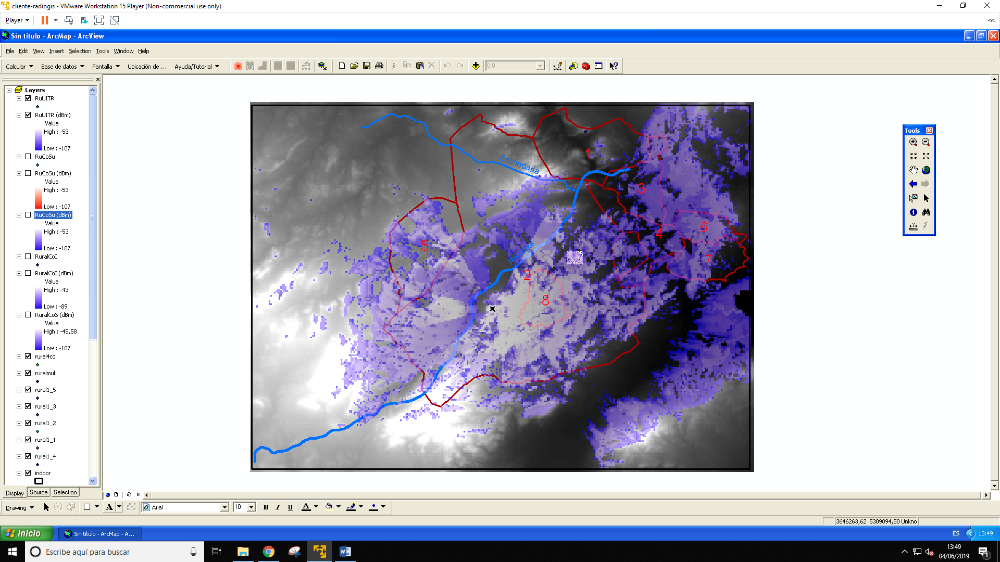 cliente-radiogis - VMware Workstation 15 Player (Non-commercial use only)
Player
Sin título - ArcMap - ArcView
File Edit View Insert Selection Tools Window Help
Calcular Base de datos Pantalla Ubicación de ... Ayuda/Tutorial 0:0
Layers
RuUITR
RuUITR (dBm)
Value
High : -53
Low : -107
RuCoSu
RuCoSu (dBm)
Value
High : -53
Low : -107
RuCoSu (dBm)
Value
High : -53
Low : -107
RuralCoI
RuralCoI (dBm)
Value
High : -43
Low : -89
RuralCoS (dBm)
Value
High : -45,58
Low : -107
rural4co
ruralmul
rural1_5
rural1_3
rural1_2
rural1_1
rural1_4
indoor
Display Source Selection
Secundaria
Principal
1
3
4
6
5
7
2
8
Tools
Drawing A Arial 10 B I U A
3646263,62 5309094,50 Unkno
Inicio Sin título - ArcMap - A... ES 13:49
Escribe aquí para buscar
13:49
04/06/2019
1